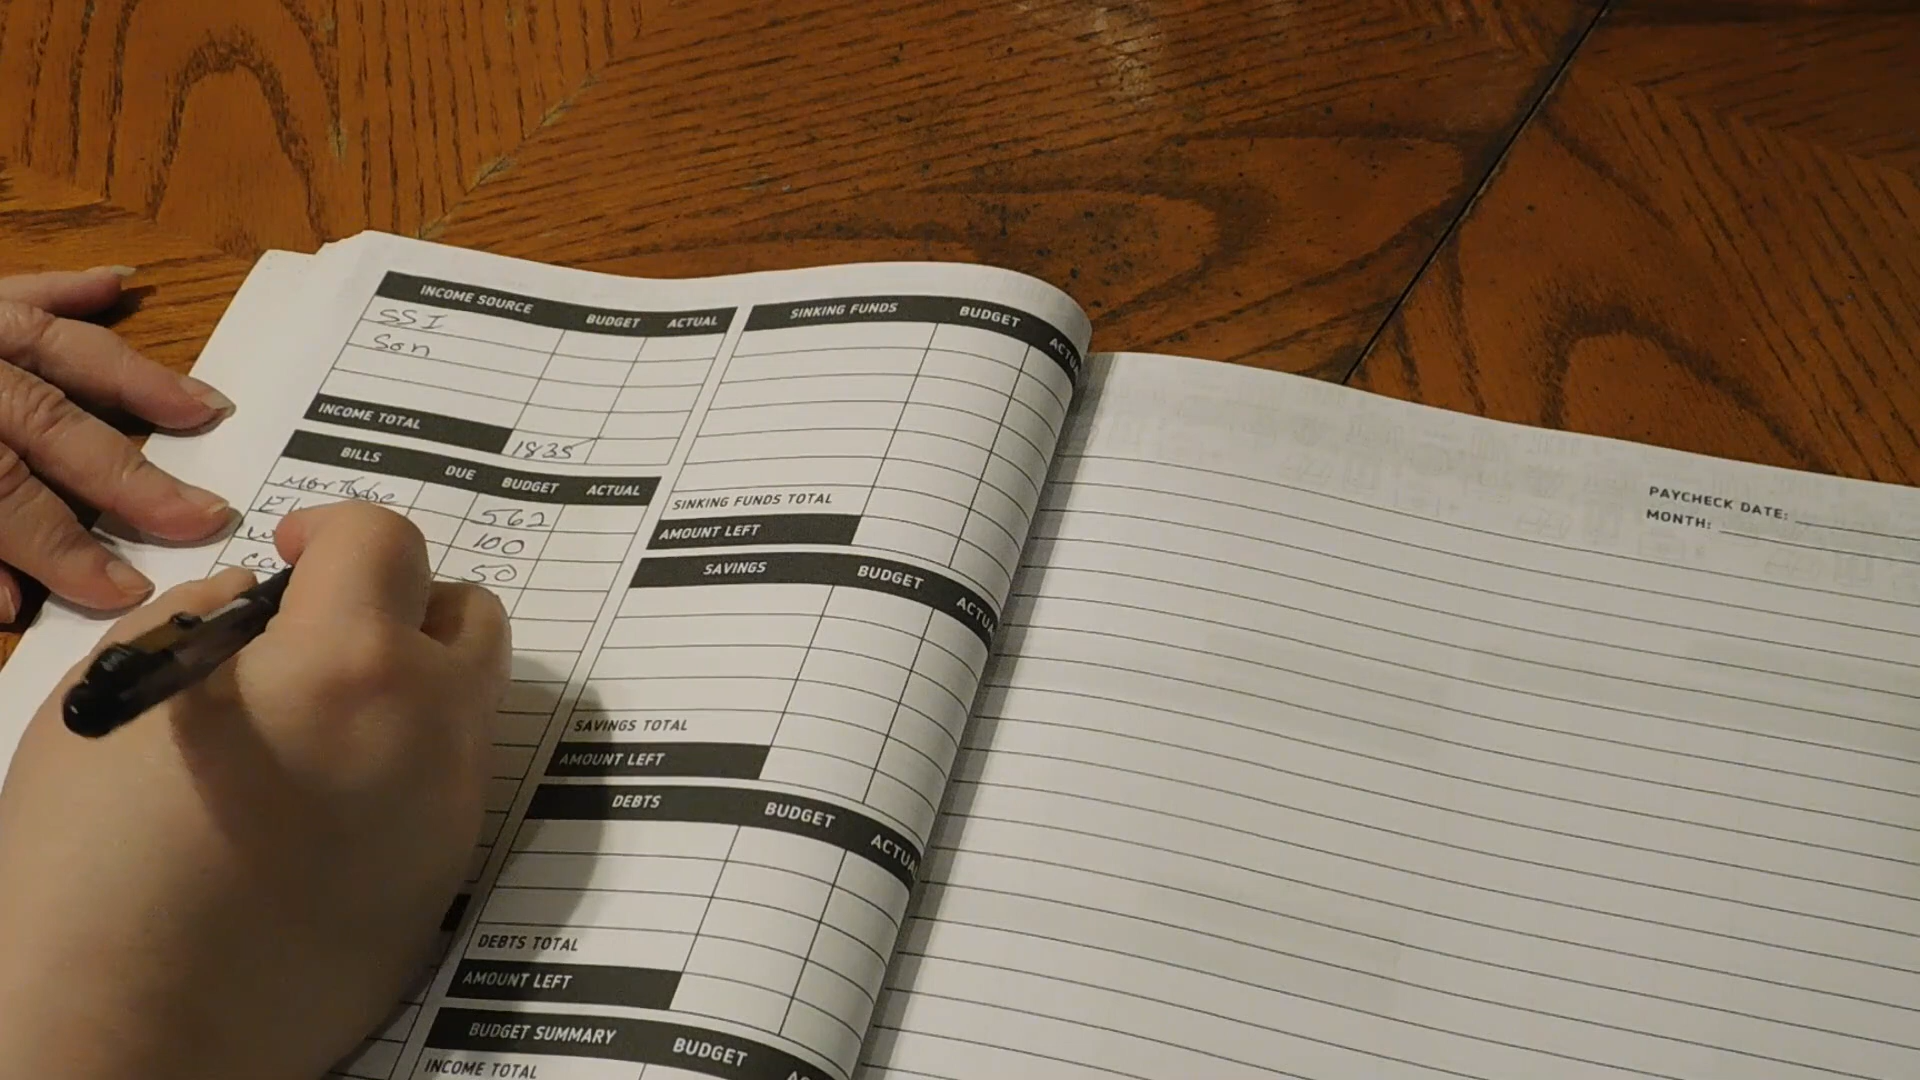 INCOME SOURCE BUDGET ACTUAL
SSI
Son
INCOME TOTAL
1835
BILLS DUE BUDGET ACTUAL
562
100
50
SINKING FUNDS BUDGET
SINKING FUNDS TOTAL
AMOUNT LEFT
SAVINGS BUDGET
SAVINGS TOTAL
AMOUNT LEFT
DEBTS BUDGET
DEBTS TOTAL
AMOUNT LEFT
BUDGET SUMMARY BUDGET
INCOME TOTAL
PAYCHECK DATE:
MONTH: